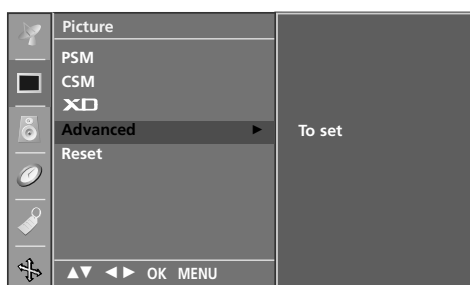 Picture
PSM
CSM
XD
Advanced ►
To set
Reset
▲▼ ◄► OK MENU